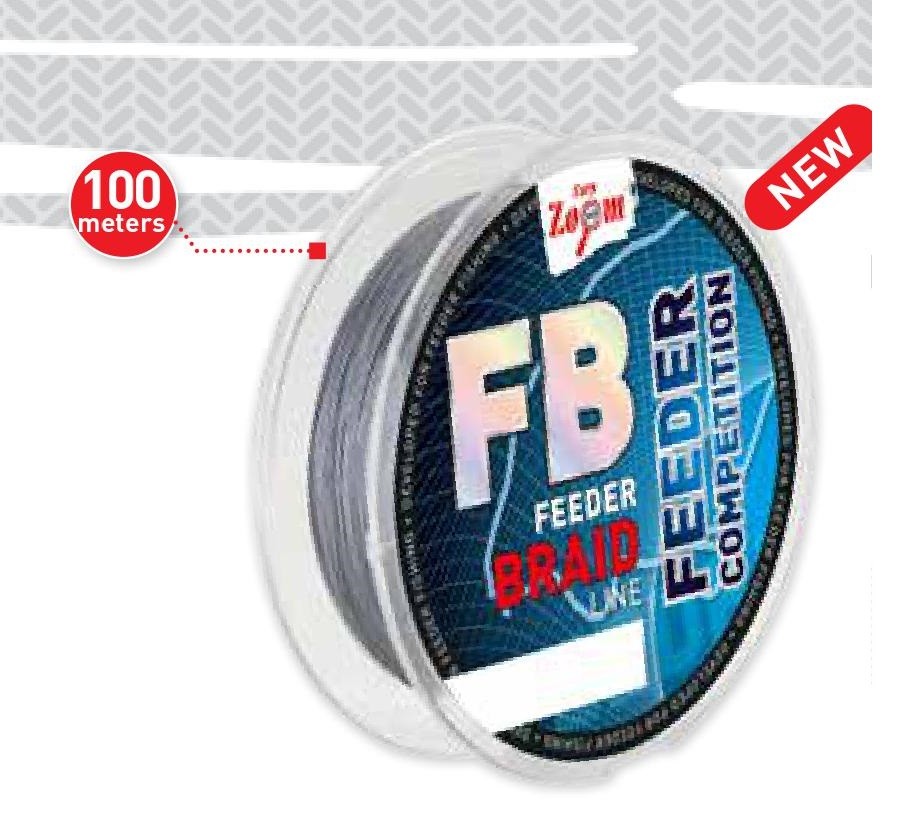 100
meters
NEW
Carp
Zoom
FB
FEEDER
BRAID
LINE
FEEDER
COMPETITION